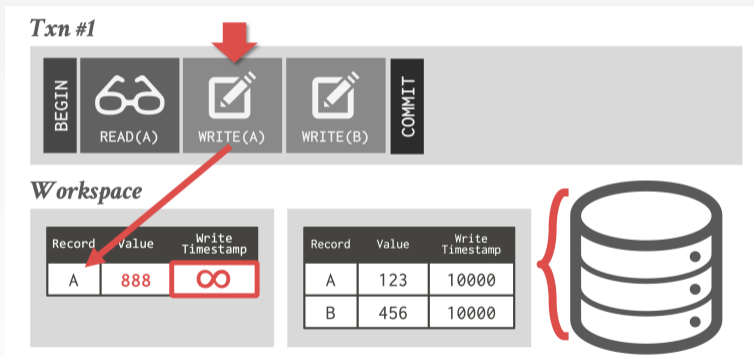 Txn #1
BEGIN
READ(A)
WRITE(A)
WRITE(B)
COMMIT
Workspace
Record Value Write Timestamp
A 888 ∞
Record Value Write Timestamp
A 123 10000
B 456 10000